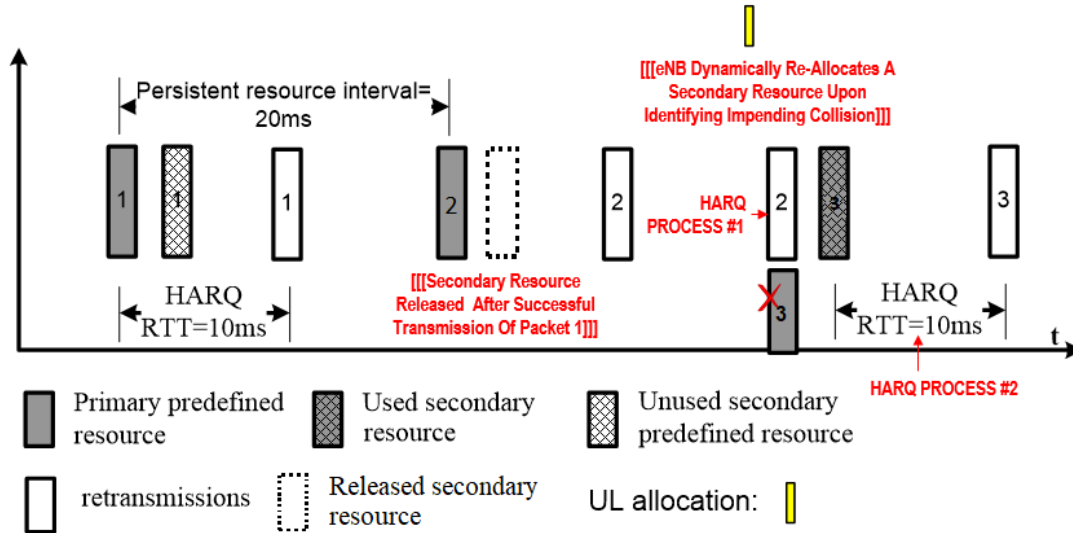 [[[eNB Dynamically Re-Allocates A
Secondary Resource Upon
Identifying Impending Collision]]]
Persistent resource interval=
20ms
1
1
1
2
2
2
3
3
HARQ
PROCESS #1
3
[[[Secondary Resource
Released After Successful
Transmission Of Packet 1]]]
HARQ
RTT=10ms
HARQ
RTT=10ms
t
HARQ PROCESS #2
Primary predefined
resource
Used secondary
resource
Unused secondary
predefined resource
retransmissions
Released secondary
resource
UL allocation: